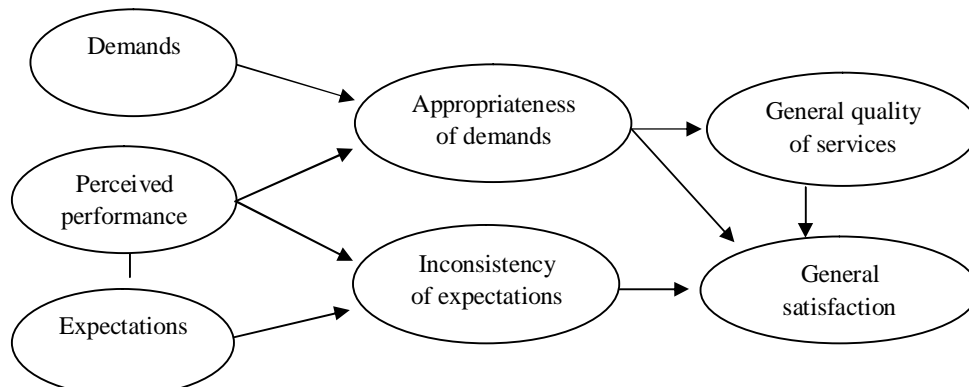 Demands
Appropriateness
of demands
General quality
of services
Perceived
performance
Inconsistency
of expectations
General
satisfaction
Expectations